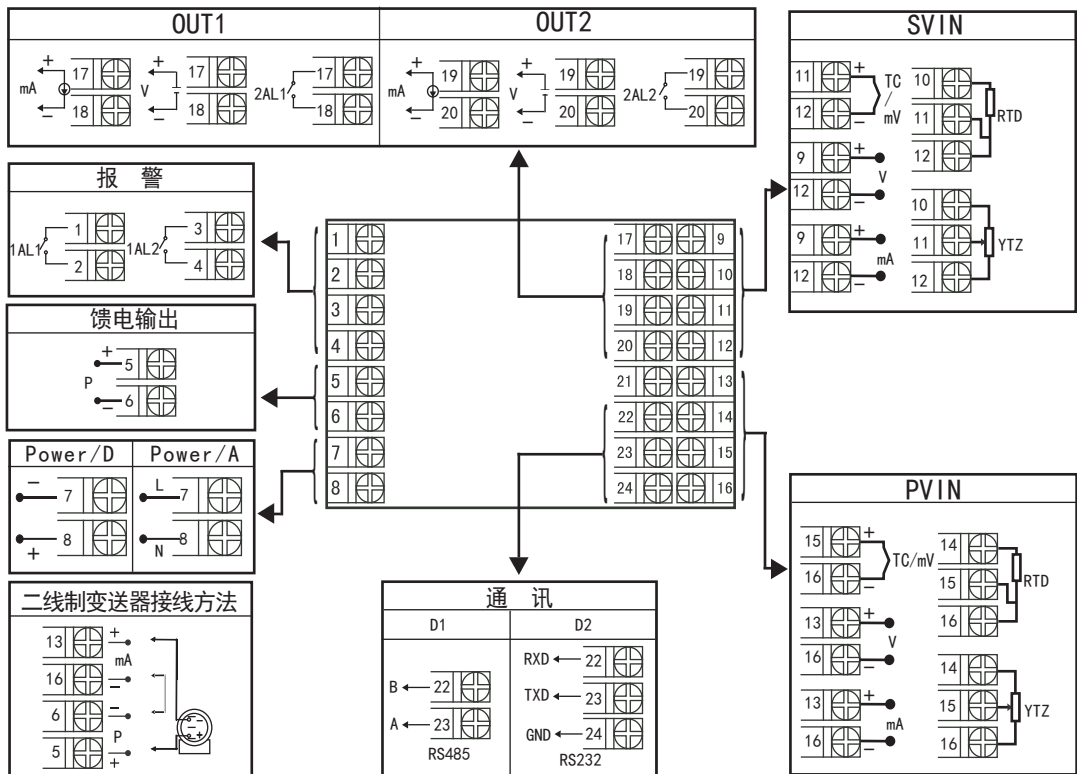 OUT1
OUT2
+ 17 mA - 18
+ 17 V - 18
17 2AL1 18
+ 19 mA - 20
+ 19 V - 20
19 2AL2 20
SVIN
11 + TC / mV 12 -
10 11 12 RTD
9 + V 12 -
10 11 12 YTZ
9 + mA 12 -
报 警
1 1AL1 2
3 1AL2 4
馈电输出
+ 5
P
- 6
Power/D
Power/A
- 7
+ 8
L 7
N 8
二线制变送器接线方法
13 +
mA
16 -
6 -
P
5 +
- - +
1
2
3
4
5
6
7
8
17 9
18 10
19 11
20 12
21 13
22 14
23 15
24 16
通 讯
D1
D2
B 22
A 23
RS485
RXD 22
TXD 23
GND 24
RS232
PVIN
15 + TC/mV 16 -
14 15 16 RTD
13 + V 16 -
14 15 16 YTZ
13 + mA 16 -